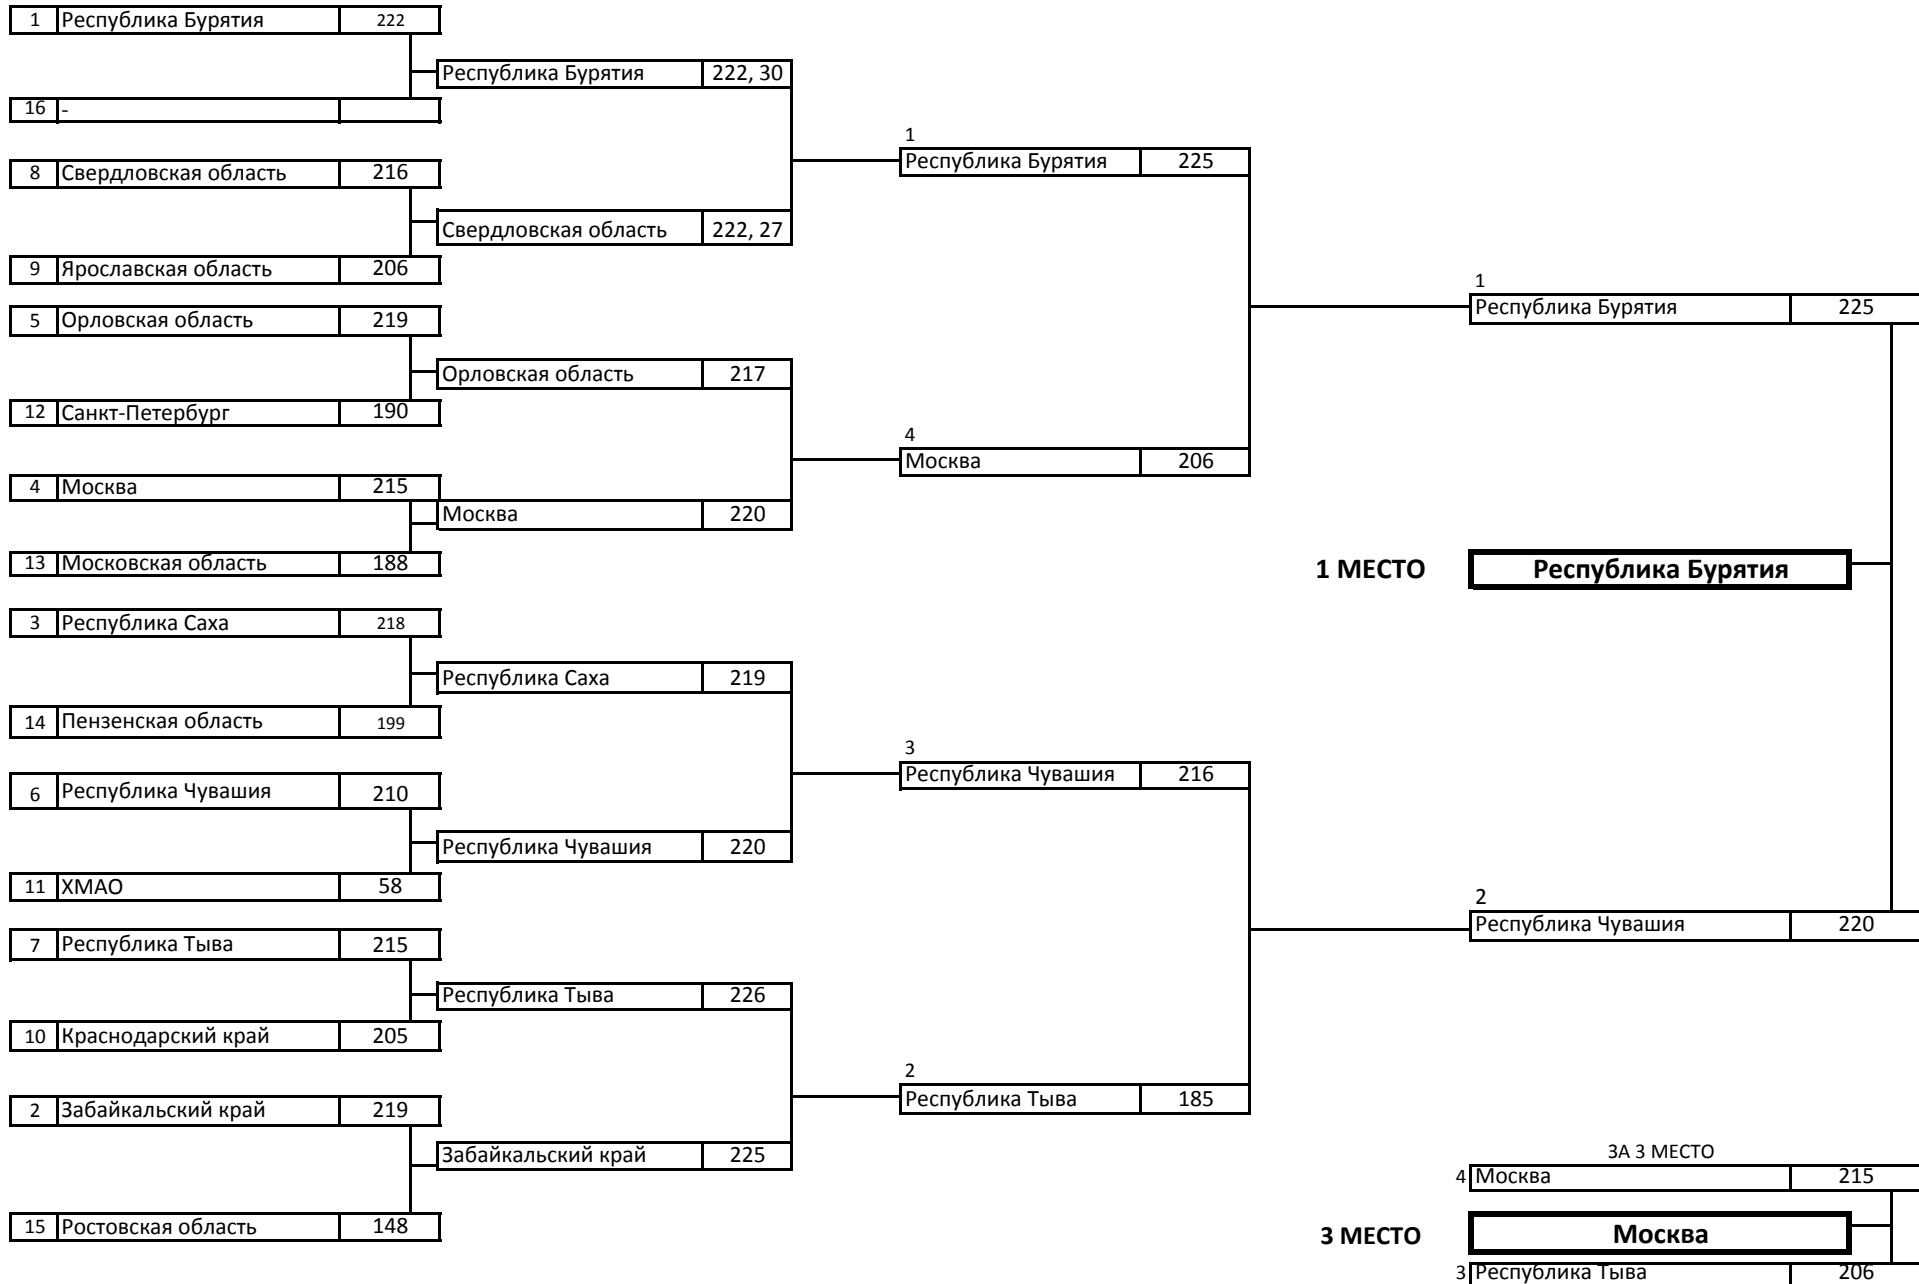 1 Республика Бурятия 222
Республика Бурятия 222, 30
16 -
1
Республика Бурятия 225
8 Свердловская область 216
Свердловская область 222, 27
9 Ярославская область 206
1
Республика Бурятия 225
5 Орловская область 219
Орловская область 217
12 Санкт-Петербург 190
4
Москва 206
4 Москва 215
Москва 220
13 Московская область 188
1 МЕСТО Республика Бурятия
3 Республика Саха 218
Республика Саха 219
14 Пензенская область 199
3
Республика Чувашия 216
6 Республика Чувашия 210
Республика Чувашия 220
11 ХМАО 58
2
Республика Чувашия 220
7 Республика Тыва 215
Республика Тыва 226
10 Краснодарский край 205
2
Республика Тыва 185
2 Забайкальский край 219
Забайкальский край 225
ЗА 3 МЕСТО
4 Москва 215
15 Ростовская область 148
3 МЕСТО Москва
3 Республика Тыва 206